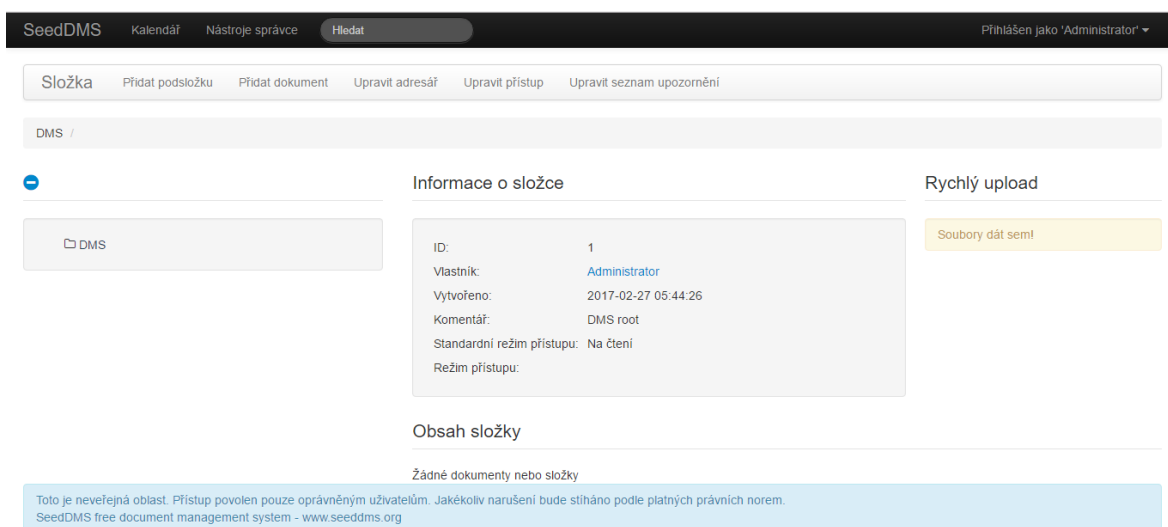 SeedDMS Kalendář Nástroje správce Hledat Přihlášen jako 'Administrator'
Složka Přidat podsložku Přidat dokument Upravit adresář Upravit přístup Upravit seznam upozornění
DMS /
Informace o složce
Rychlý upload
DMS
ID: 1
Vlastník: Administrator
Vytvořeno: 2017-02-27 05:44:26
Komentář: DMS root
Standardní režim přístupu: Na čtení
Režim přístupu:
Soubory dát sem!
Obsah složky
Žádné dokumenty nebo složky
Toto je neveřejná oblast. Přístup povolen pouze oprávněným uživatelům. Jakékoliv narušení bude stíháno podle platných právních norem.
SeedDMS free document management system - www.seeddms.org